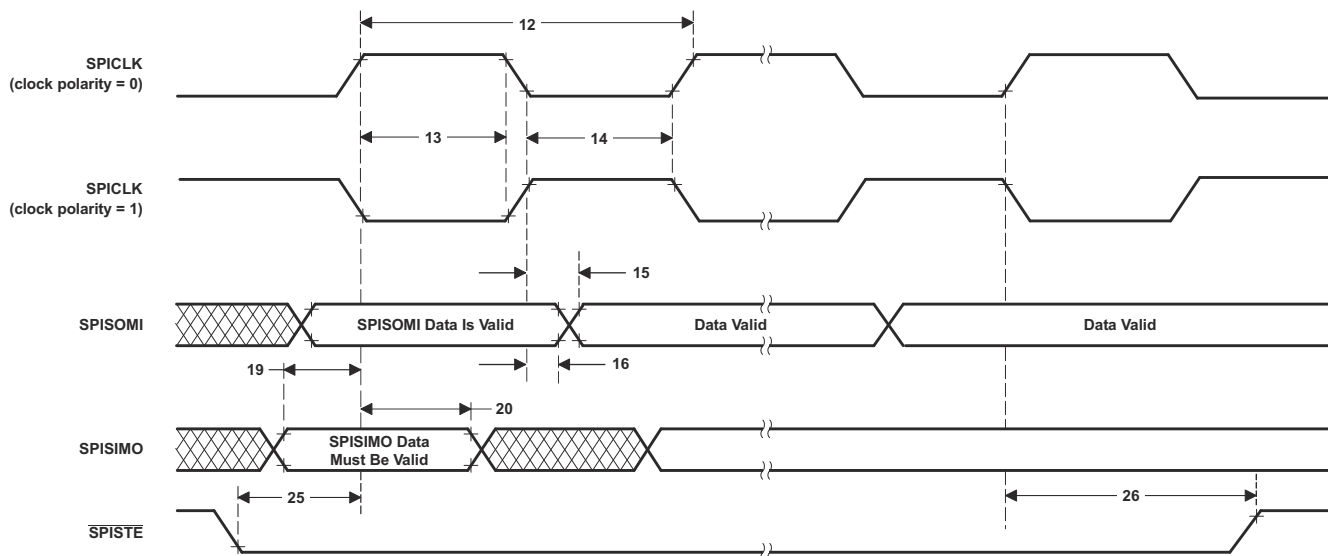 12
SPICLK
(clock polarity = 0)
13
14
SPICLK
(clock polarity = 1)
15
SPISOMI
SPISOMI Data Is Valid
Data Valid
Data Valid
19
16
20
SPISIMO
SPISIMO Data
Must Be Valid
25
26
SPISTE